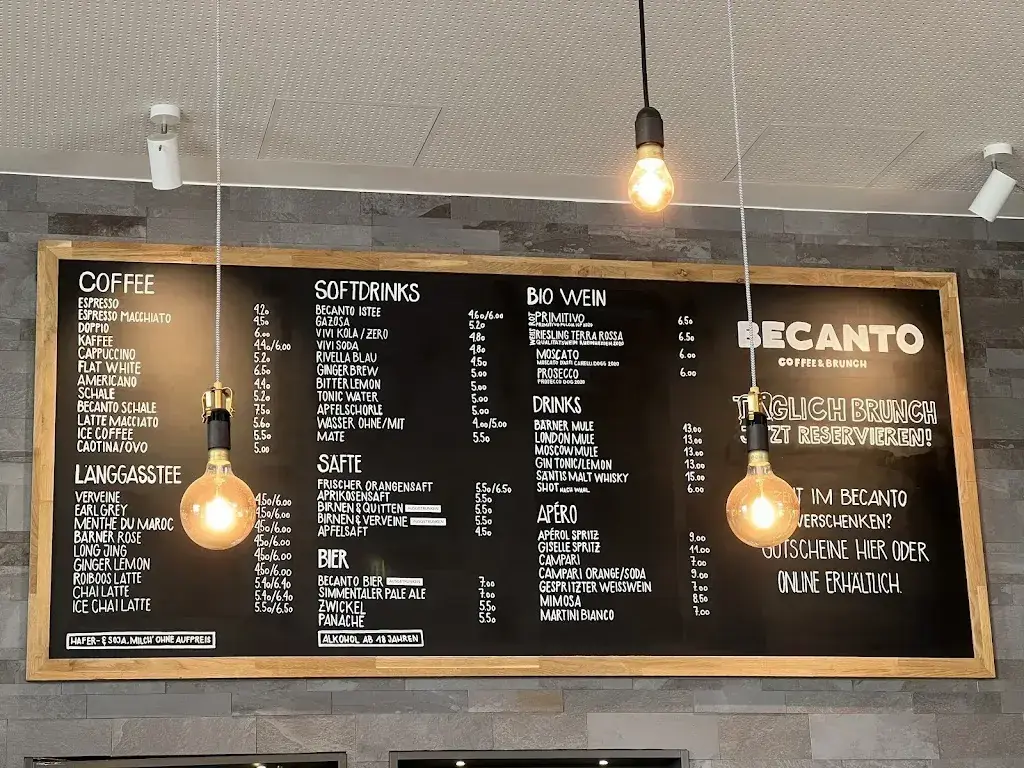 COFFEE
ESPRESSO 4.20
ESPRESSO MACCHIATO 4.50
DOPPIO 6.00
KAFFEE 4.40/6.00
CAPPUCCINO 5.20
FLAT WHITE 6.50
AMERICANO 4.40
SCHALE 5.20
BECANTO SCHALE 7.50
LATTE MACCIATO 5.60
ICE COFFEE 5.50
CAOTINA/OVO 5.00
LÄNGGASSTEE
VERVEINE 4.50/6.00
EARL GREY 4.50/6.00
MENTHE DU MAROC 4.50/6.00
BÄRNER ROSE 4.50/6.00
LONG JING 4.50/6.00
GINGER LEMON 4.50/6.00
ROIBOOS LATTE 5.40/6.40
CHAI LATTE 5.40/6.40
ICE CHAI LATTE 5.50/6.50
HAFER- & SOJA „MILCH" OHNE AUFPREIS
SOFTDRINKS
BECANTO ISTEE 4.60/6.00
GAZOSA 5.20
VIVI KOLA /ZERO 4.80
VIVI SODA 4.80
RIVELLA BLAU 4.50
GINGERBREW 5.00
BITTERLEMON 5.00
TONIC WATER 5.00
APFELSCHORLE 5.00
WASSER OHNE/MIT 4.00/5.00
MATE 5.50
SÄFTE
FRISCHER ORANGENSAFT 5.50/6.50
APRIKOSENSAFT 5.50
BIRNEN & QUITTEN 5.50
BIRNEN & VERVEINE 5.50
APFELSAFT 4.50
BIER
BECANTO BIER 7.00
SIMMENTALER PALE ALE 7.00
ZWICKEL 5.50
PANACHE 5.50
ALKOHOL AB 18 JAHREN
BIO WEIN
PRIMITIVO 6.50
RIESLING TERRA ROSSA 6.50
MOSCATO 6.00
PROSECCO 6.00
PROSECCO DOC 2020
DRINKS
BÄRNER MULE 13.00
LONDON MULE 13.00
MOSCOW MULE 13.00
GIN TONIC/LEMON 13.00
SÄNTIS MALT WHISKY 15.00
SHOT NACH WAHL 6.00
APÉRO
APÉROL SPRITZ 9.00
GISELLE SPRITZ 11.00
CAMPARI 7.00
CAMPARI ORANGE/SODA 9.00
GESPRITZTER WEISSWEIN 7.00
MIMOSA 8.50
MARTINI BIANCO 7.00
BECANTO
COFFEE & BRUNCH
TÄGLICH BRUNCH
JETZT RESERVIEREN!
ZEIT IM BECANTO
VERSCHENKEN?
GUTSCHEINE HIER ODER
ONLINE ERHÄLTLICH.